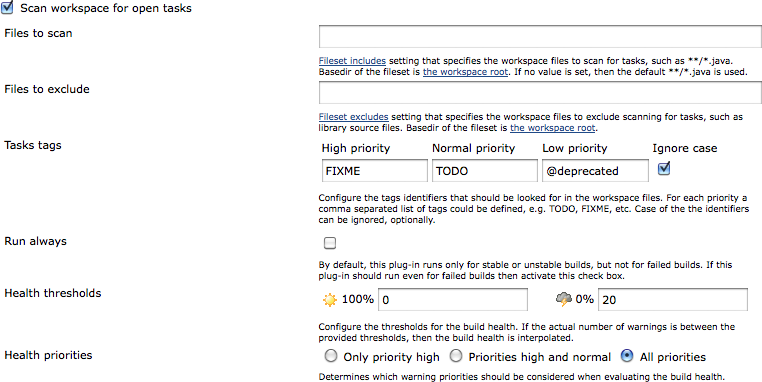 Scan workspace for open tasks
Files to scan
Fileset includes setting that specifies the workspace files to scan for tasks, such as **/*.java.
Basedir of the fileset is the workspace root. If no value is set, then the default **/*.java is used.
Files to exclude
Fileset excludes setting that specifies the workspace files to exclude scanning for tasks, such as
library source files. Basedir of the fileset is the workspace root.
Tasks tags
High priority Normal priority Low priority Ignore case
FIXME TODO @deprecated
Configure the tags identifiers that should be looked for in the workspace files. For each priority a
comma separated list of tags could be defined, e.g. TODO, FIXME, etc. Case of the the identifiers
can be ignored, optionally.
Run always
By default, this plug-in runs only for stable or unstable builds, but not for failed builds. If this
plug-in should run even for failed builds then activate this check box.
Health thresholds
100% 0 0% 20
Configure the thresholds for the build health. If the actual number of warnings is between the
provided thresholds, then the build health is interpolated.
Health priorities
Only priority high Priorities high and normal All priorities
Determines which warning priorities should be considered when evaluating the build health.